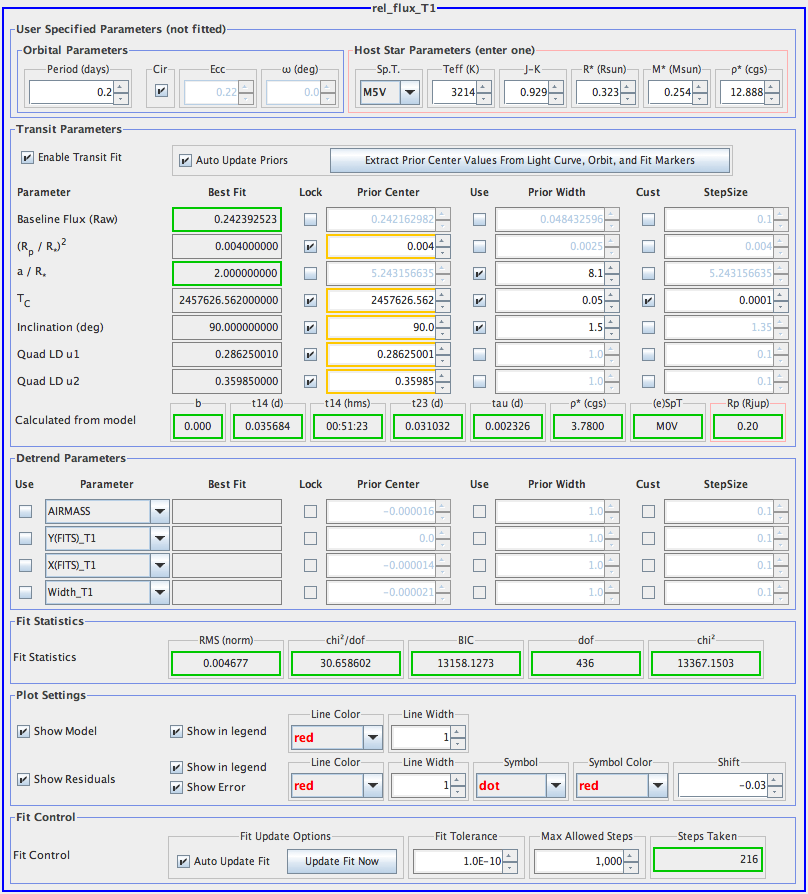 rel_flux_T1
User Specified Parameters (not fitted)
Orbital Parameters
Period (days) Cir Ecc ω (deg)
0.2 0.22 0.0
Host Star Parameters (enter one)
Sp.T. Teff (K) J-K R* (Rsun) M* (Msun) ρ* (cgs)
M5V 3214 0.929 0.323 0.254 12.888
Transit Parameters
Enable Transit Fit Auto Update Priors Extract Prior Center Values From Light Curve, Orbit, and Fit Markers
Parameter Best Fit Lock Prior Center Use Prior Width Cust StepSize
Baseline Flux (Raw) 0.242392523 0.242162982 0.048432596 0.1
(Rp / R*)² 0.004000000 0.004 0.0025 0.004
a / R* 2.000000000 5.243156635 8.1 5.243156635
TC 2457626.562000000 2457626.562 0.05 0.0001
Inclination (deg) 90.000000000 90.0 1.5 1.35
Quad LD u1 0.286250010 0.28625001 1.0 0.1
Quad LD u2 0.359850000 0.35985 1.0 0.1
b t14 (d) t14 (hms) t23 (d) tau (d) ρ* (cgs) (e)SpT Rp (Rjup)
Calculated from model 0.000 0.035684 00:51:23 0.031032 0.002326 3.7800 M0V 0.20
Detrend Parameters
Use Parameter Best Fit Lock Prior Center Use Prior Width Cust StepSize
AIRMASS -0.000016 1.0 0.1
Y(FITS)_T1 0.0 1.0 0.1
X(FITS)_T1 -0.000014 1.0 0.1
Width_T1 -0.000021 1.0 0.1
Fit Statistics
RMS (norm) chi²/dof BIC dof chi²
Fit Statistics 0.004677 30.658602 13158.1273 436 13367.1503
Plot Settings
Line Color Line Width
Show Model Show in legend red 1
Show in legend Line Color Line Width Symbol Symbol Color Shift
Show Residuals Show Error red 1 dot red -0.03
Fit Control
Fit Update Options Fit Tolerance Max Allowed Steps Steps Taken
Fit Control Auto Update Fit Update Fit Now 1.0E-10 1,000 216